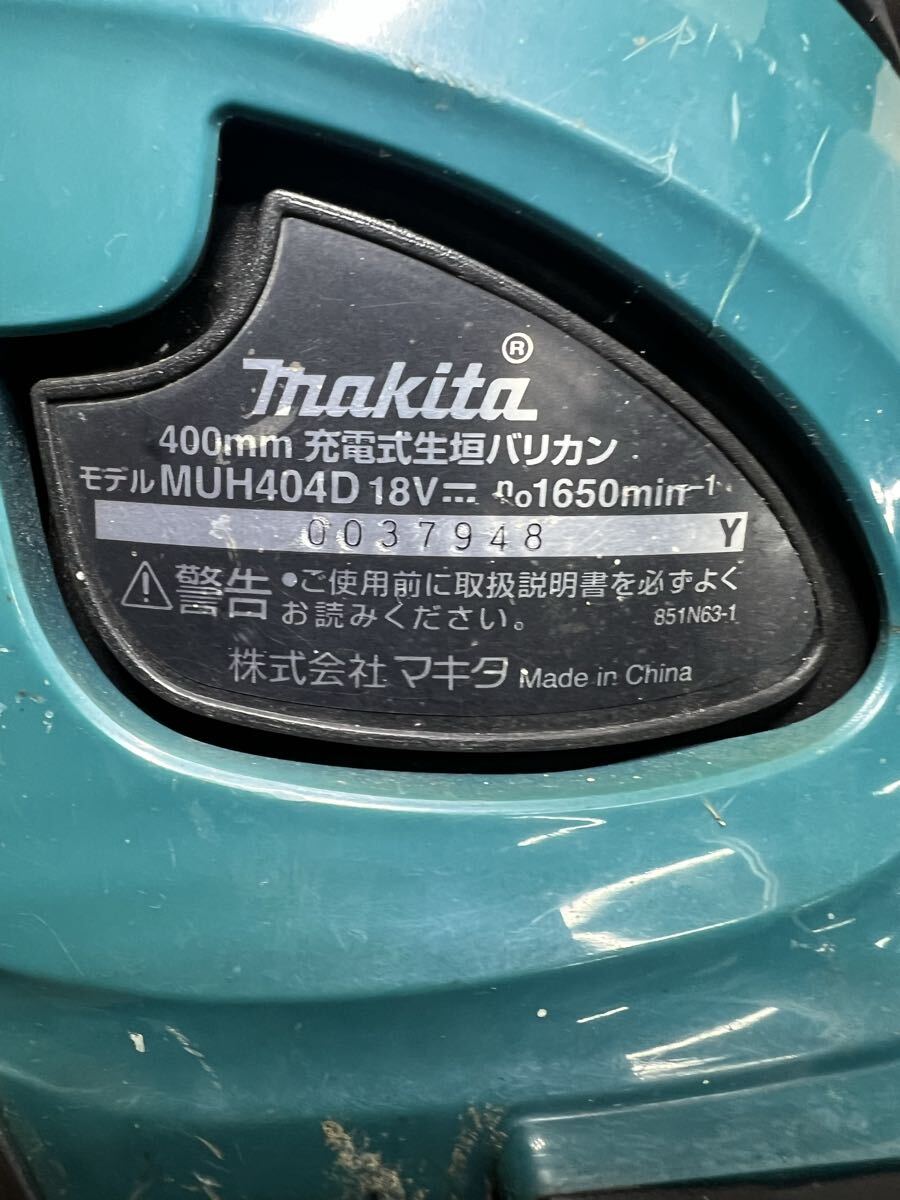 makita®
400mm 充電式生垣バリカン
モデル MUH404D 18V⎓ n₀1650min⁻¹
0037948 Y
⚠警告 ●ご使用前に取扱説明書を必ずよく
お読みください。 851N63-1
株式会社 マキタ Made in China